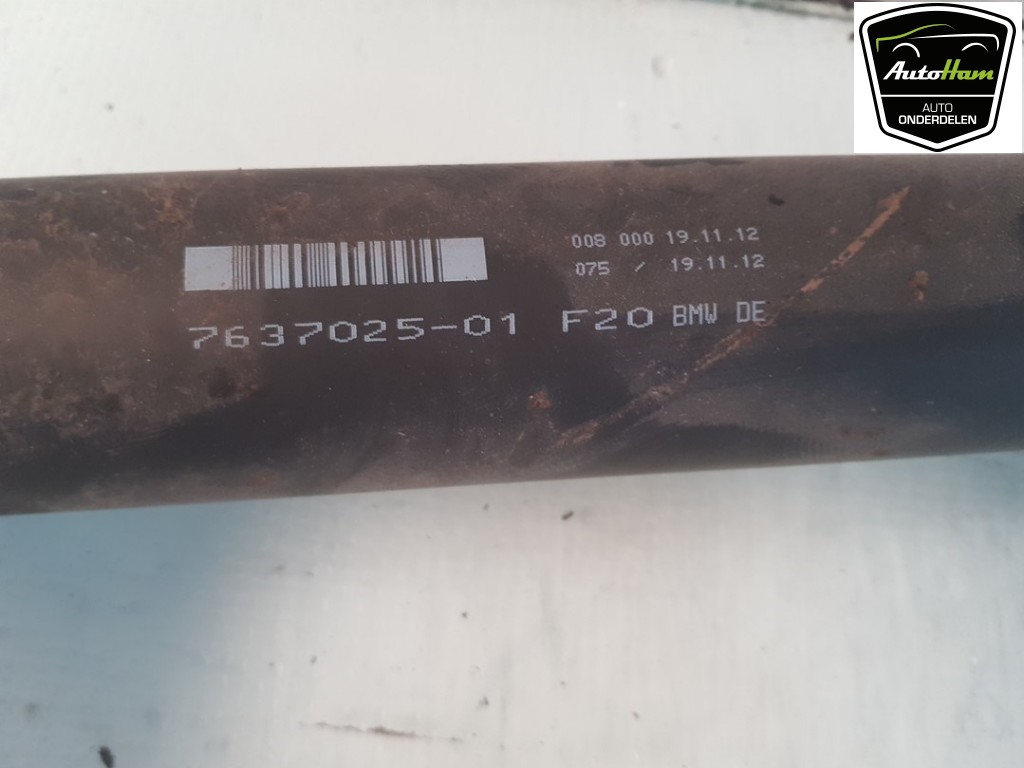 AutoHam
AUTO
ONDERDELEN
008 000 19.11.12
075 / 19.11.12
7637025-01 F20 BMW DE